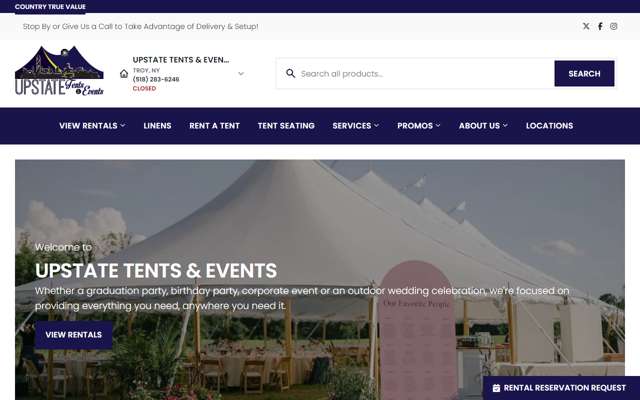 COUNTRY TRUE VALUE
Stop By or Give Us a Call to Take Advantage of Delivery & Setup!
UPSTATE Tents & Events
UPSTATE TENTS & EVEN...
TROY, NY
(518) 283-6246
CLOSED
Search all products...
SEARCH
VIEW RENTALS
LINENS
RENT A TENT
TENT SEATING
SERVICES
PROMOS
ABOUT US
LOCATIONS
Welcome to
UPSTATE TENTS & EVENTS
Whether a graduation party, birthday party, corporate event or an outdoor wedding celebration, we're focused on
providing everything you need, anywhere you need it.
Our Favorite People
VIEW RENTALS
RENTAL RESERVATION REQUEST